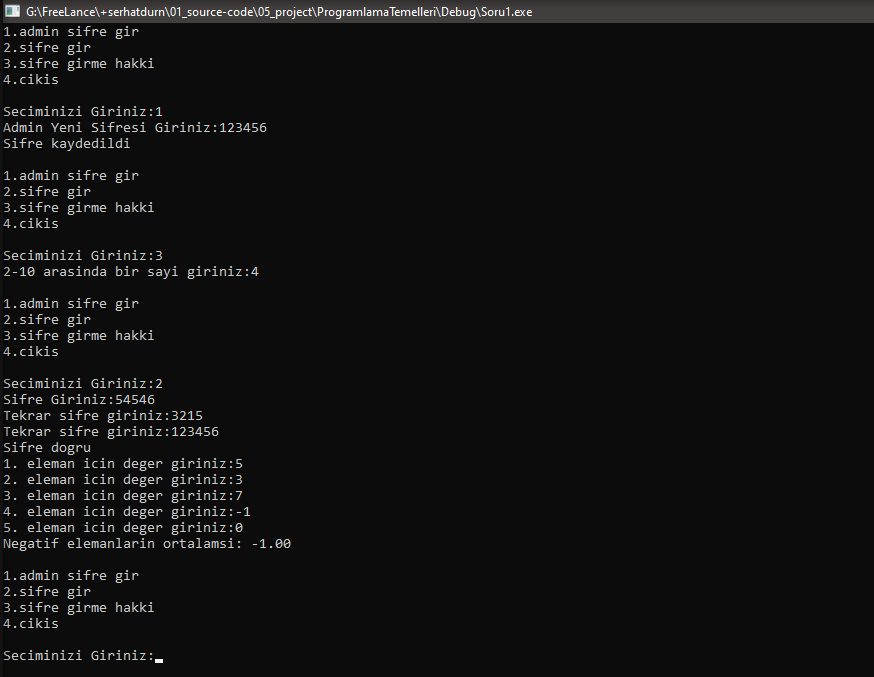 G:\FreeLance\+serhatdurn\01_source-code\05_project\ProgramlamaTemelleri\Debug\Soru1.exe
1.admin sifre gir
2.sifre gir
3.sifre girme hakki
4.cikis
Seciminizi Giriniz:1
Admin Yeni Sifresi Giriniz:123456
Sifre kaydedildi
1.admin sifre gir
2.sifre gir
3.sifre girme hakki
4.cikis
Seciminizi Giriniz:3
2-10 arasinda bir sayi giriniz:4
1.admin sifre gir
2.sifre gir
3.sifre girme hakki
4.cikis
Seciminizi Giriniz:2
Sifre Giriniz:54546
Tekrar sifre giriniz:3215
Tekrar sifre giriniz:123456
Sifre dogru
1. eleman icin deger giriniz:5
2. eleman icin deger giriniz:3
3. eleman icin deger giriniz:7
4. eleman icin deger giriniz:-1
5. eleman icin deger giriniz:0
Negatif elemanlarin ortalamsi: -1.00
1.admin sifre gir
2.sifre gir
3.sifre girme hakki
4.cikis
Seciminizi Giriniz: